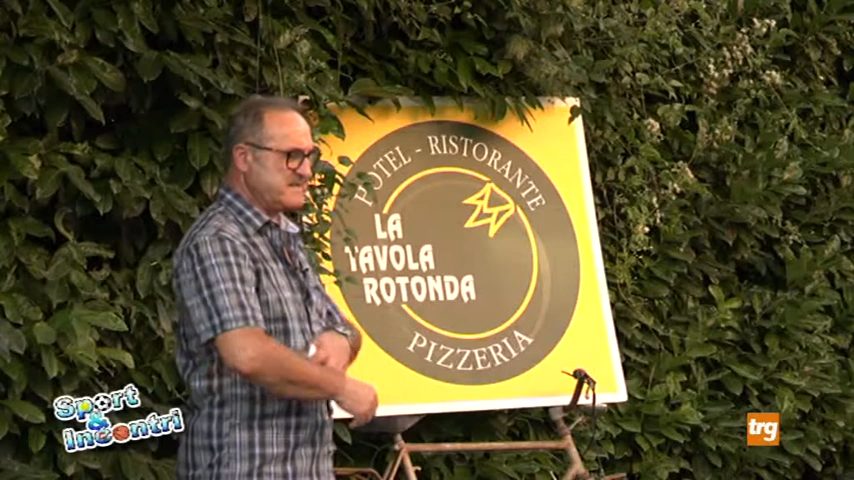 HOTEL - RISTORANTE
LA
TAVOLA
ROTONDA
PIZZERIA
Sport
&
Incontri
trg